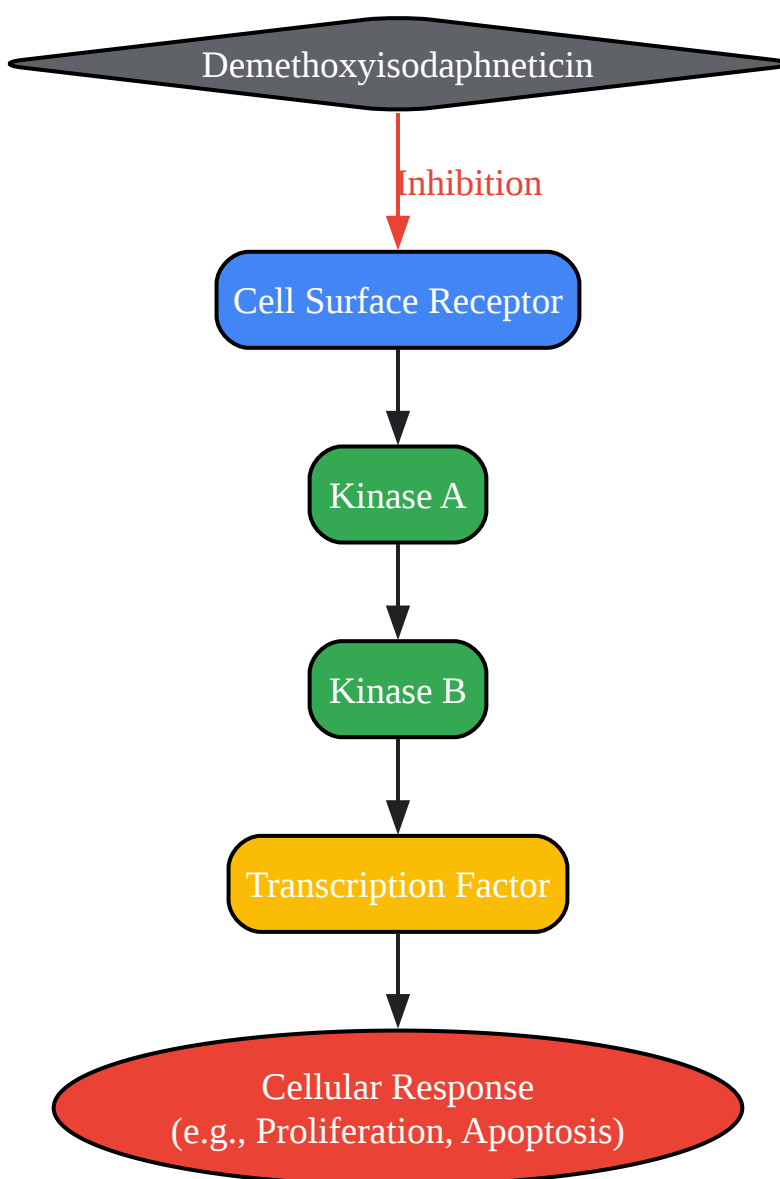 Demethoxyisodaphneticin
Inhibition
Cell Surface Receptor
Kinase A
Kinase B
Transcription Factor
Cellular Response
(e.g., Proliferation, Apoptosis)